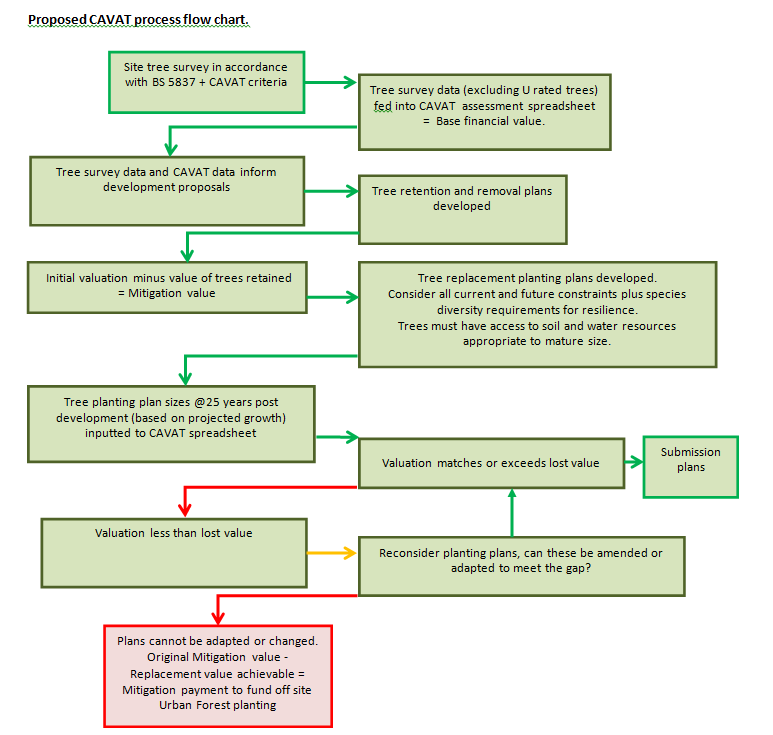 Proposed CAVAT process flow chart.
Site tree survey in accordance
with BS 5837 + CAVAT criteria
Tree survey data (excluding U rated trees)
fed into CAVAT assessment spreadsheet
= Base financial value.
Tree survey data and CAVAT data inform
development proposals
Tree retention and removal plans
developed
Initial valuation minus value of trees retained
= Mitigation value
Tree replacement planting plans developed.
Consider all current and future constraints plus species
diversity requirements for resilience.
Trees must have access to soil and water resources
appropriate to mature size.
Tree planting plan sizes @25 years post
development (based on projected growth)
inputted to CAVAT spreadsheet
Valuation matches or exceeds lost value
Submission
plans
Valuation less than lost value
Reconsider planting plans, can these be amended or
adapted to meet the gap?
Plans cannot be adapted or changed.
Original Mitigation value -
Replacement value achievable =
Mitigation payment to fund off site
Urban Forest planting